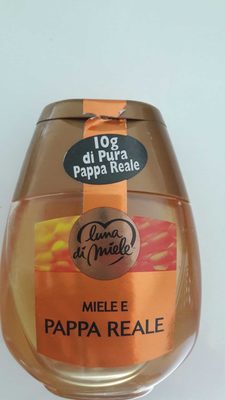 10g
di Pura
Pappa Reale
luna
di miele
MIELE E
PAPPA REALE